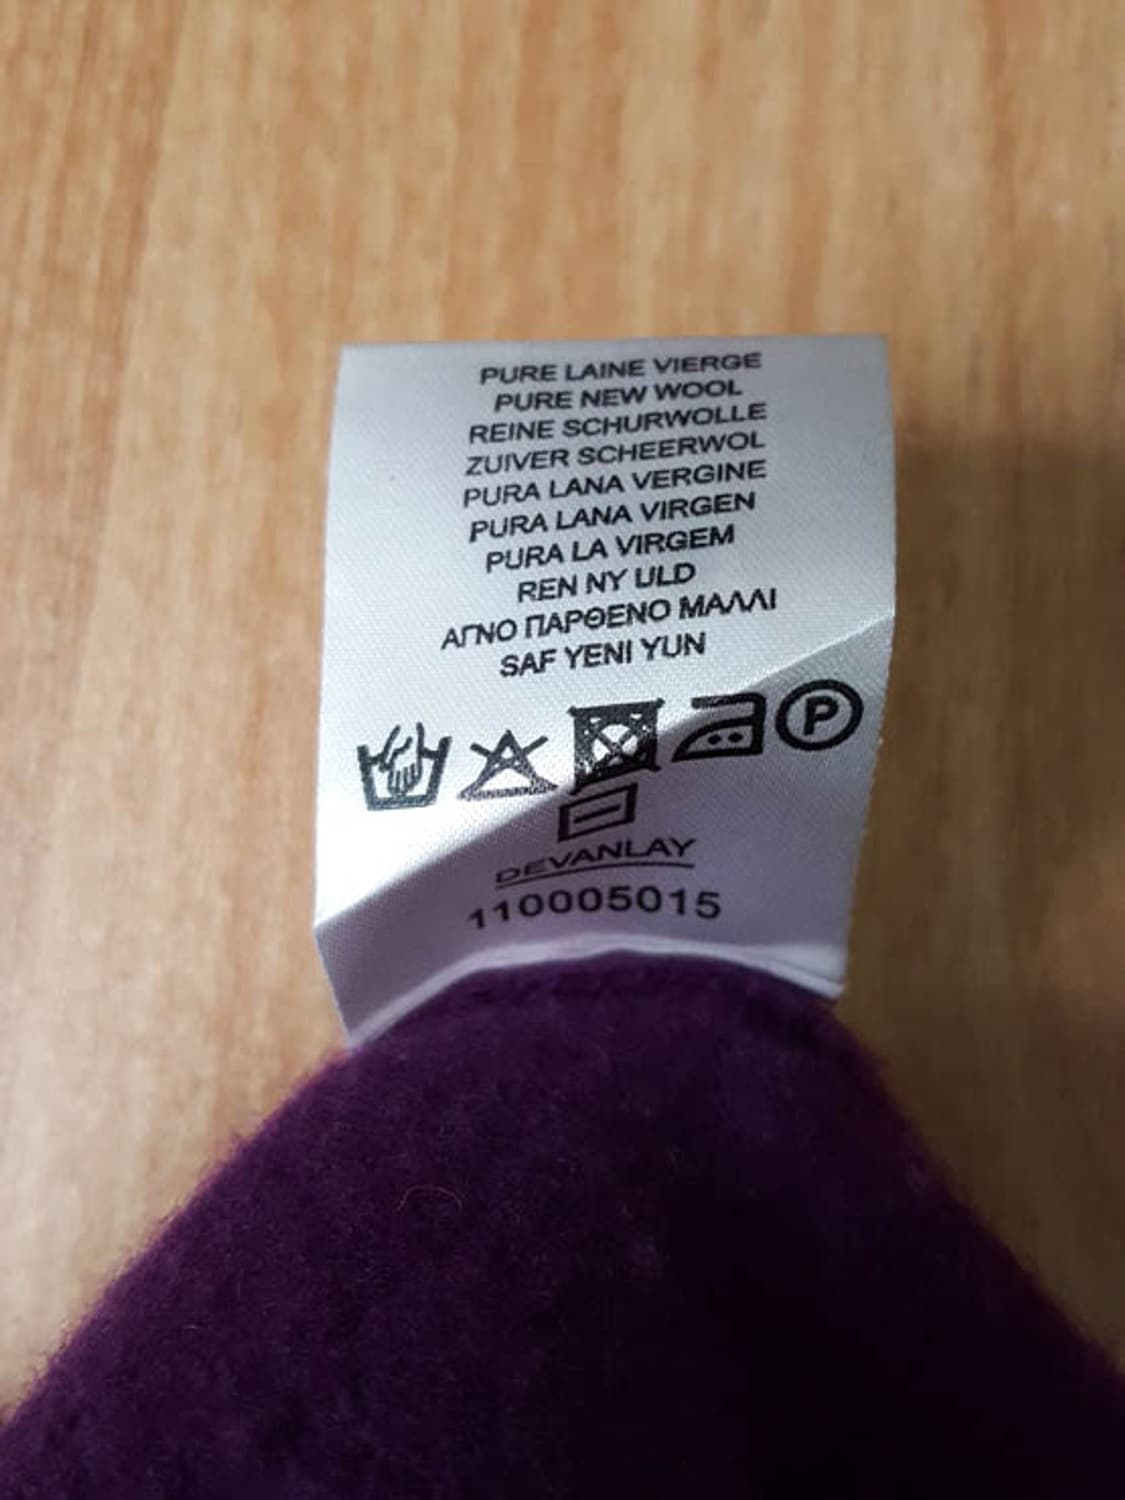 PURE LAINE VIERGE
PURE NEW WOOL
REINE SCHURWOLLE
ZUIVER SCHEERWOL
PURA LANA VERGINE
PURA LANA VIRGEN
PURA LA VIRGEM
REN NY ULD
ΑΓΝΟ ΠΑΡΘΕΝΟ ΜΑΛΛΙ
SAF YENI YUN
P
DEVANLAY
110005015